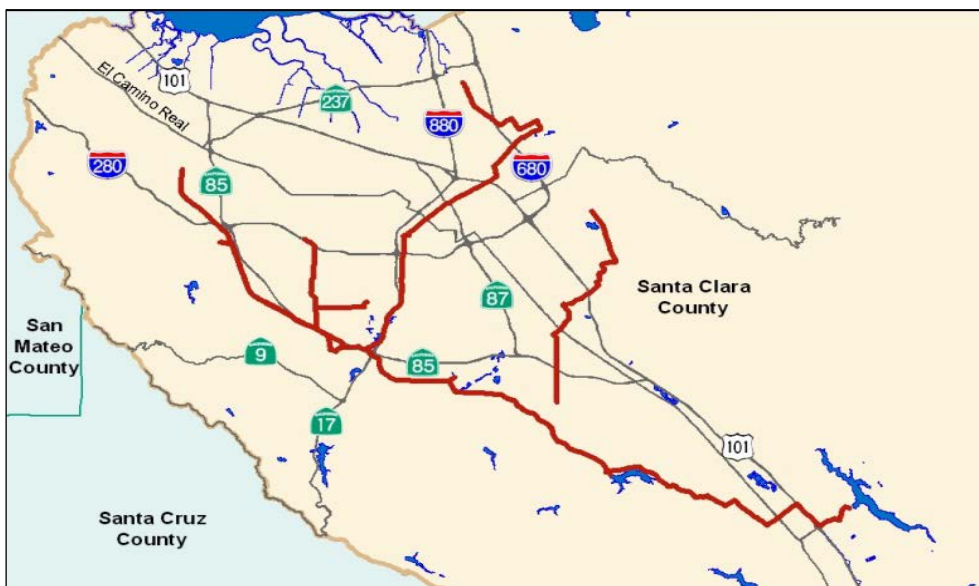 101
El Camino Real
237
880
280
85
680
Santa Clara
County
87
San
Mateo
County
9
85
17
101
Santa Cruz
County